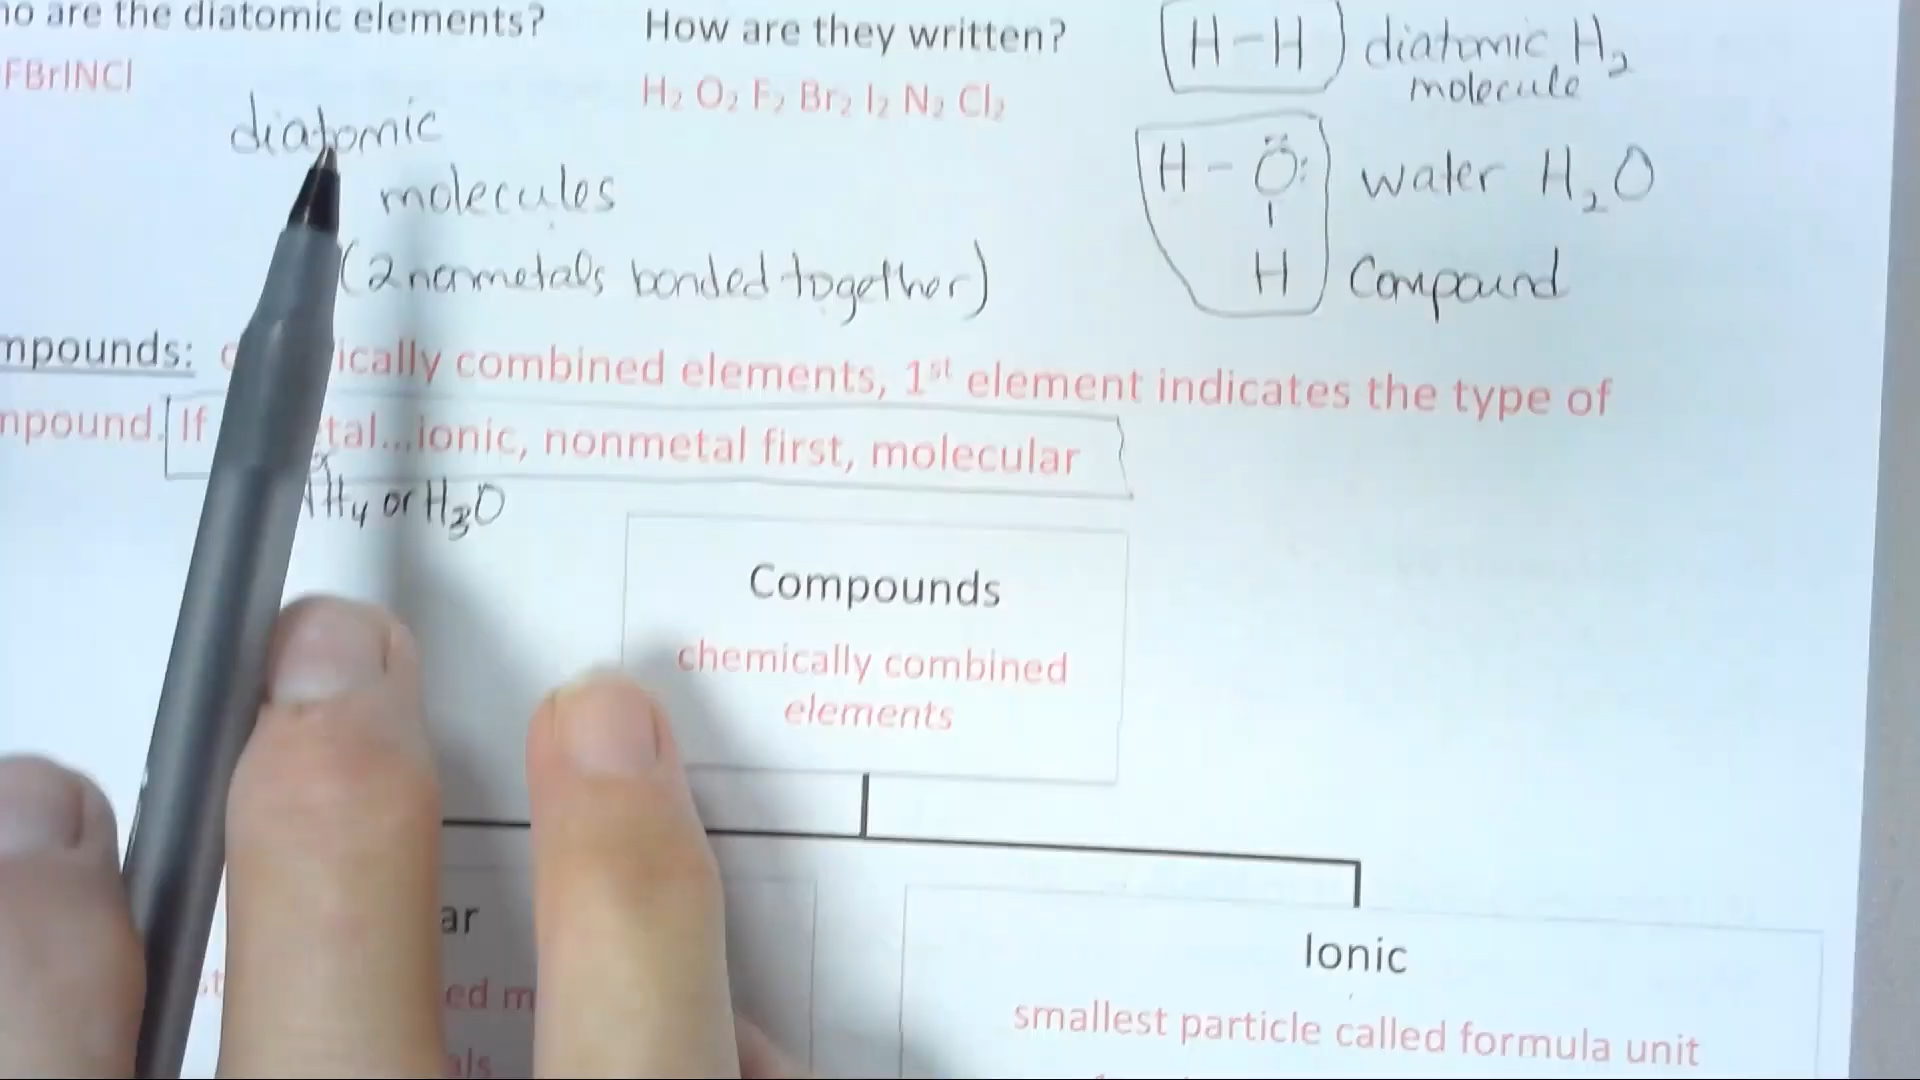 are the diatomic elements?
How are they written?
H-H diatomic H₂
molecule
FBrINCl
H₂ O₂ F₂ Br₂ I₂ N₂ Cl₂
diatomic
H - O: water H₂O
molecules
(2 nonmetals bonded together)
H Compound
mpounds: ically combined elements, 1st element indicates the type of
mpound. If tal...ionic, nonmetal first, molecular
H₄ or H₃O
Compounds
chemically combined
elements
ar
Ionic
ed m
smallest particle called formula unit
als